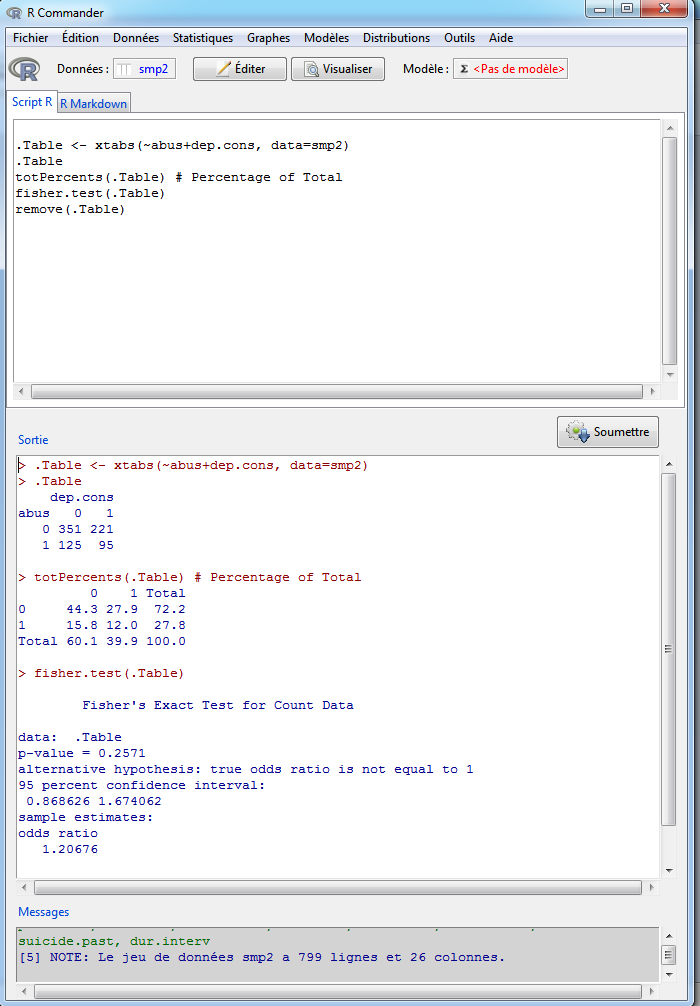 R Commander
Fichier Édition Données Statistiques Graphes Modèles Distributions Outils Aide
Données : smp2 Éditer Visualiser Modèle : Σ <Pas de modèle>
Script R R Markdown
.Table <- xtabs(~abus+dep.cons, data=smp2)
.Table
totPercents(.Table) # Percentage of Total
fisher.test(.Table)
remove(.Table)
Soumettre
Sortie
> .Table <- xtabs(~abus+dep.cons, data=smp2)
> .Table
dep.cons
abus 0 1
0 351 221
1 125 95
> totPercents(.Table) # Percentage of Total
0 1 Total
0 44.3 27.9 72.2
1 15.8 12.0 27.8
Total 60.1 39.9 100.0
> fisher.test(.Table)
Fisher's Exact Test for Count Data
data: .Table
p-value = 0.2571
alternative hypothesis: true odds ratio is not equal to 1
95 percent confidence interval:
0.868626 1.674062
sample estimates:
odds ratio
1.20676
Messages
suicide.past, dur.interv
[5] NOTE: Le jeu de données smp2 a 799 lignes et 26 colonnes.